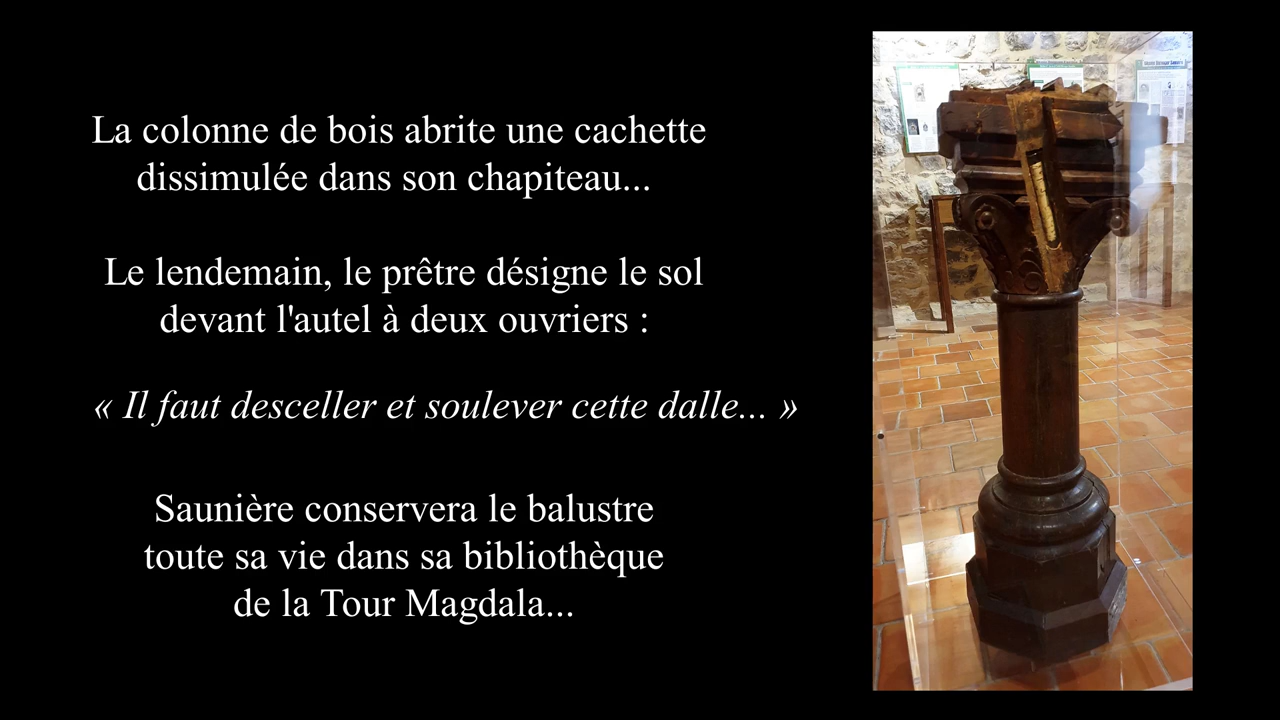 La colonne de bois abrite une cachette
dissimulée dans son chapiteau...
Le lendemain, le prêtre désigne le sol
devant l'autel à deux ouvriers :
« Il faut desceller et soulever cette dalle... »
Saunière conservera le balustre
toute sa vie dans sa bibliothèque
de la Tour Magdala...